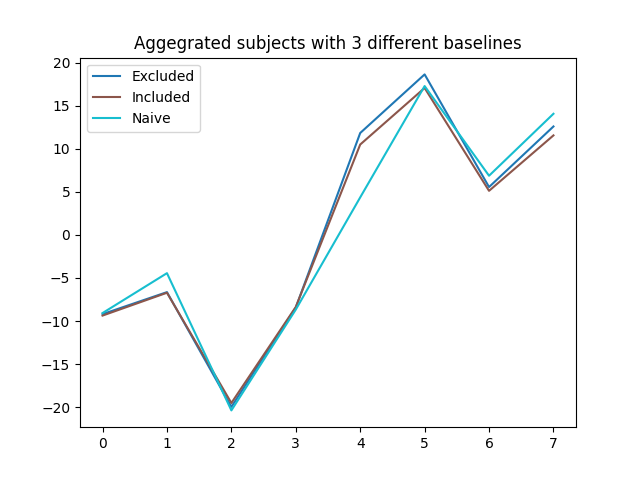 Aggegrated subjects with 3 different baselines
Excluded
Included
Naive
20
15
10
5
0
−5
−10
−15
−20
0 1 2 3 4 5 6 7